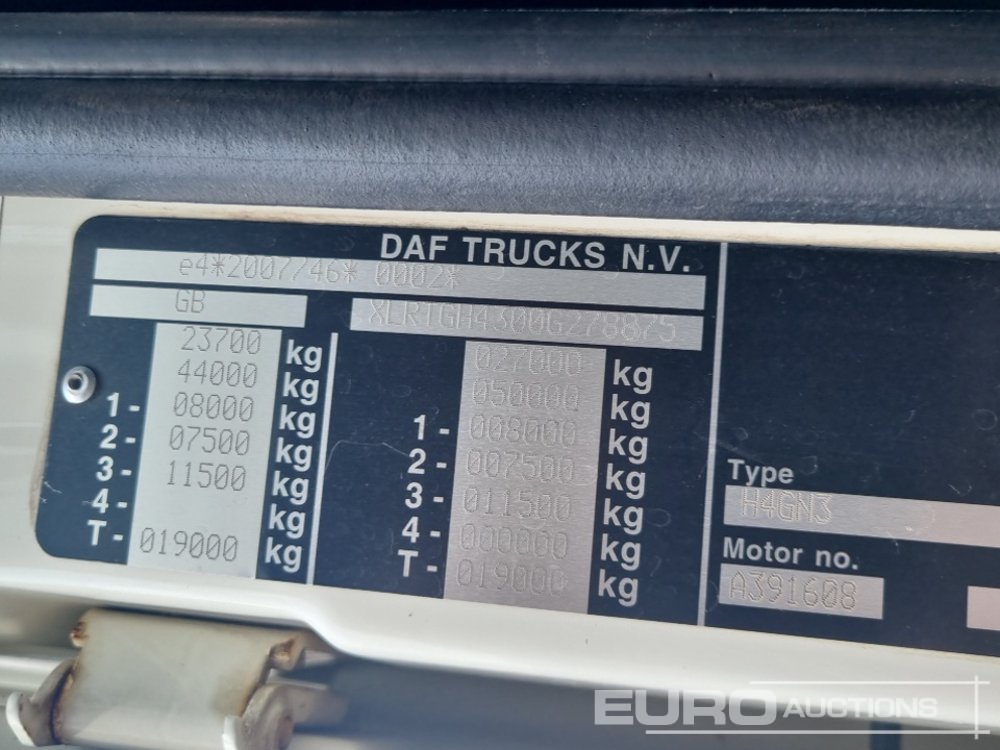 DAF TRUCKS N.V.
e4*2007/46* 0002*
GB XLRTGH4300G278875
23700 kg 027000 kg
44000 kg 050000 kg
1- 08000 kg 1- 008000 kg
2- 07500 kg 2- 007500 kg
3- 11500 kg 3- 011500 kg
4- kg 4- 000000 kg
T- 019000 kg T- 019000 kg
Type
H4GN3
Motor no.
A391608
EURO AUCTIONS